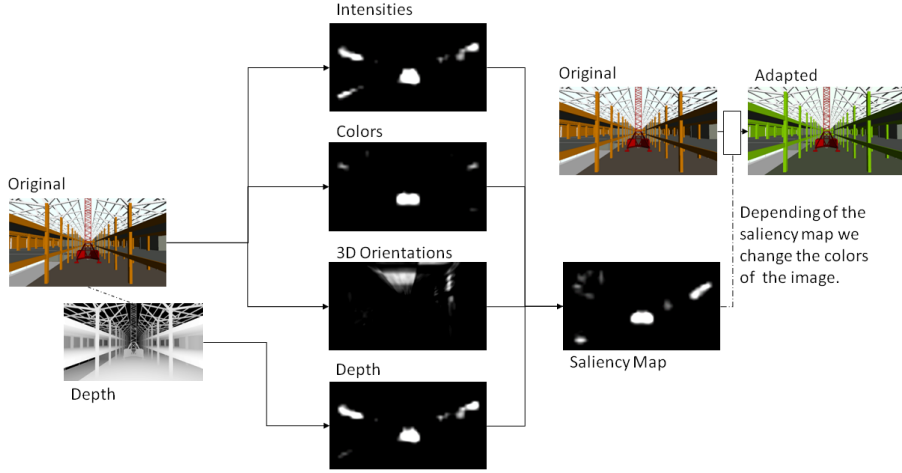 Intensities
Colors
Original
3D Orientations
Depth
Depth
Saliency Map
Original
Adapted
Depending of the
saliency map we
change the colors
of the image.